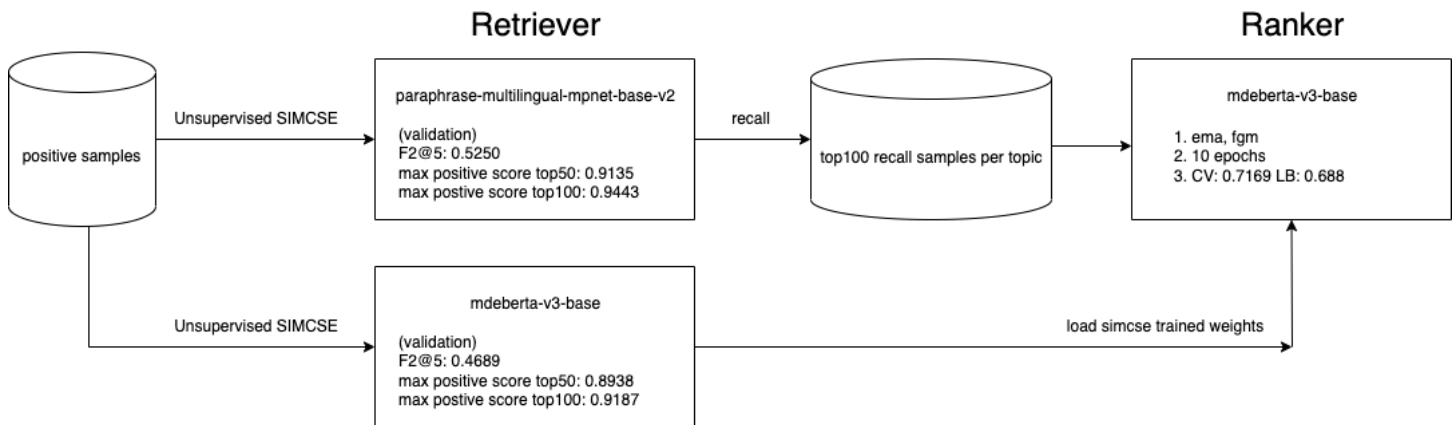 Retriever
Ranker
positive samples
Unsupervised SIMCSE
paraphrase-multilingual-mpnet-base-v2
(validation)
F2@5: 0.5250
max positive score top50: 0.9135
max postive score top100: 0.9443
recall
top100 recall samples per topic
mdeberta-v3-base
1. ema, fgm
2. 10 epochs
3. CV: 0.7169 LB: 0.688
Unsupervised SIMCSE
mdeberta-v3-base
(validation)
F2@5: 0.4689
max positive score top50: 0.8938
max postive score top100: 0.9187
load simcse trained weights